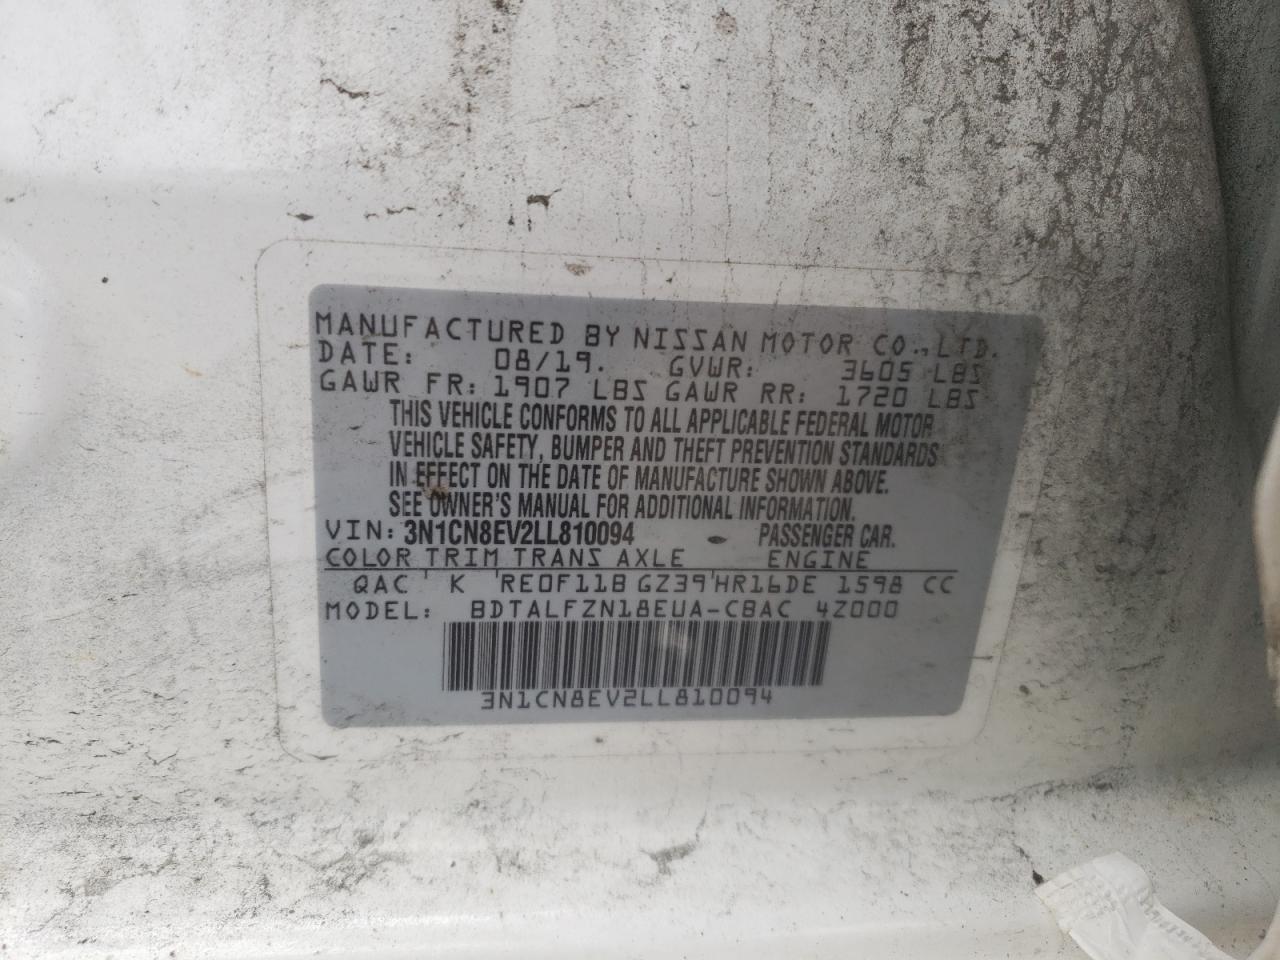 MANUFACTURED BY NISSAN MOTOR CO., LTD.
DATE: 08/19. GVWR: 3605 LBS
GAWR FR: 1907 LBS GAWR RR: 1720 LBS
THIS VEHICLE CONFORMS TO ALL APPLICABLE FEDERAL MOTOR
VEHICLE SAFETY, BUMPER AND THEFT PREVENTION STANDARDS
IN EFFECT ON THE DATE OF MANUFACTURE SHOWN ABOVE.
SEE OWNER'S MANUAL FOR ADDITIONAL INFORMATION.
VIN: 3N1CN8EV2LL810094 PASSENGER CAR.
COLOR TRIM TRANS AXLE ENGINE
QAC K RE0F11B GZ39 HR16DE 1598 CC
MODEL: BDTALFZN18EUA-CBAC 4Z000
3N1CN8EV2LL810094